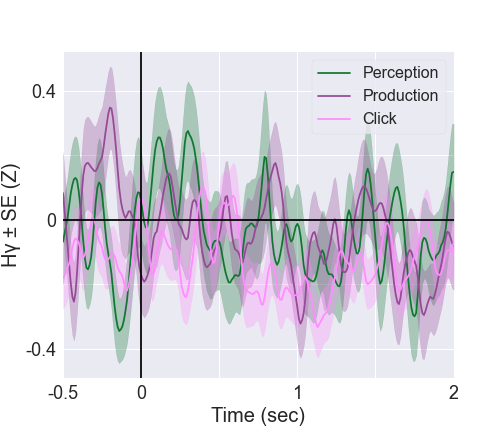 Perception
Production
Click
Hγ ± SE (Z)
0.4
0
-0.4
-0.5 0 1 2
Time (sec)